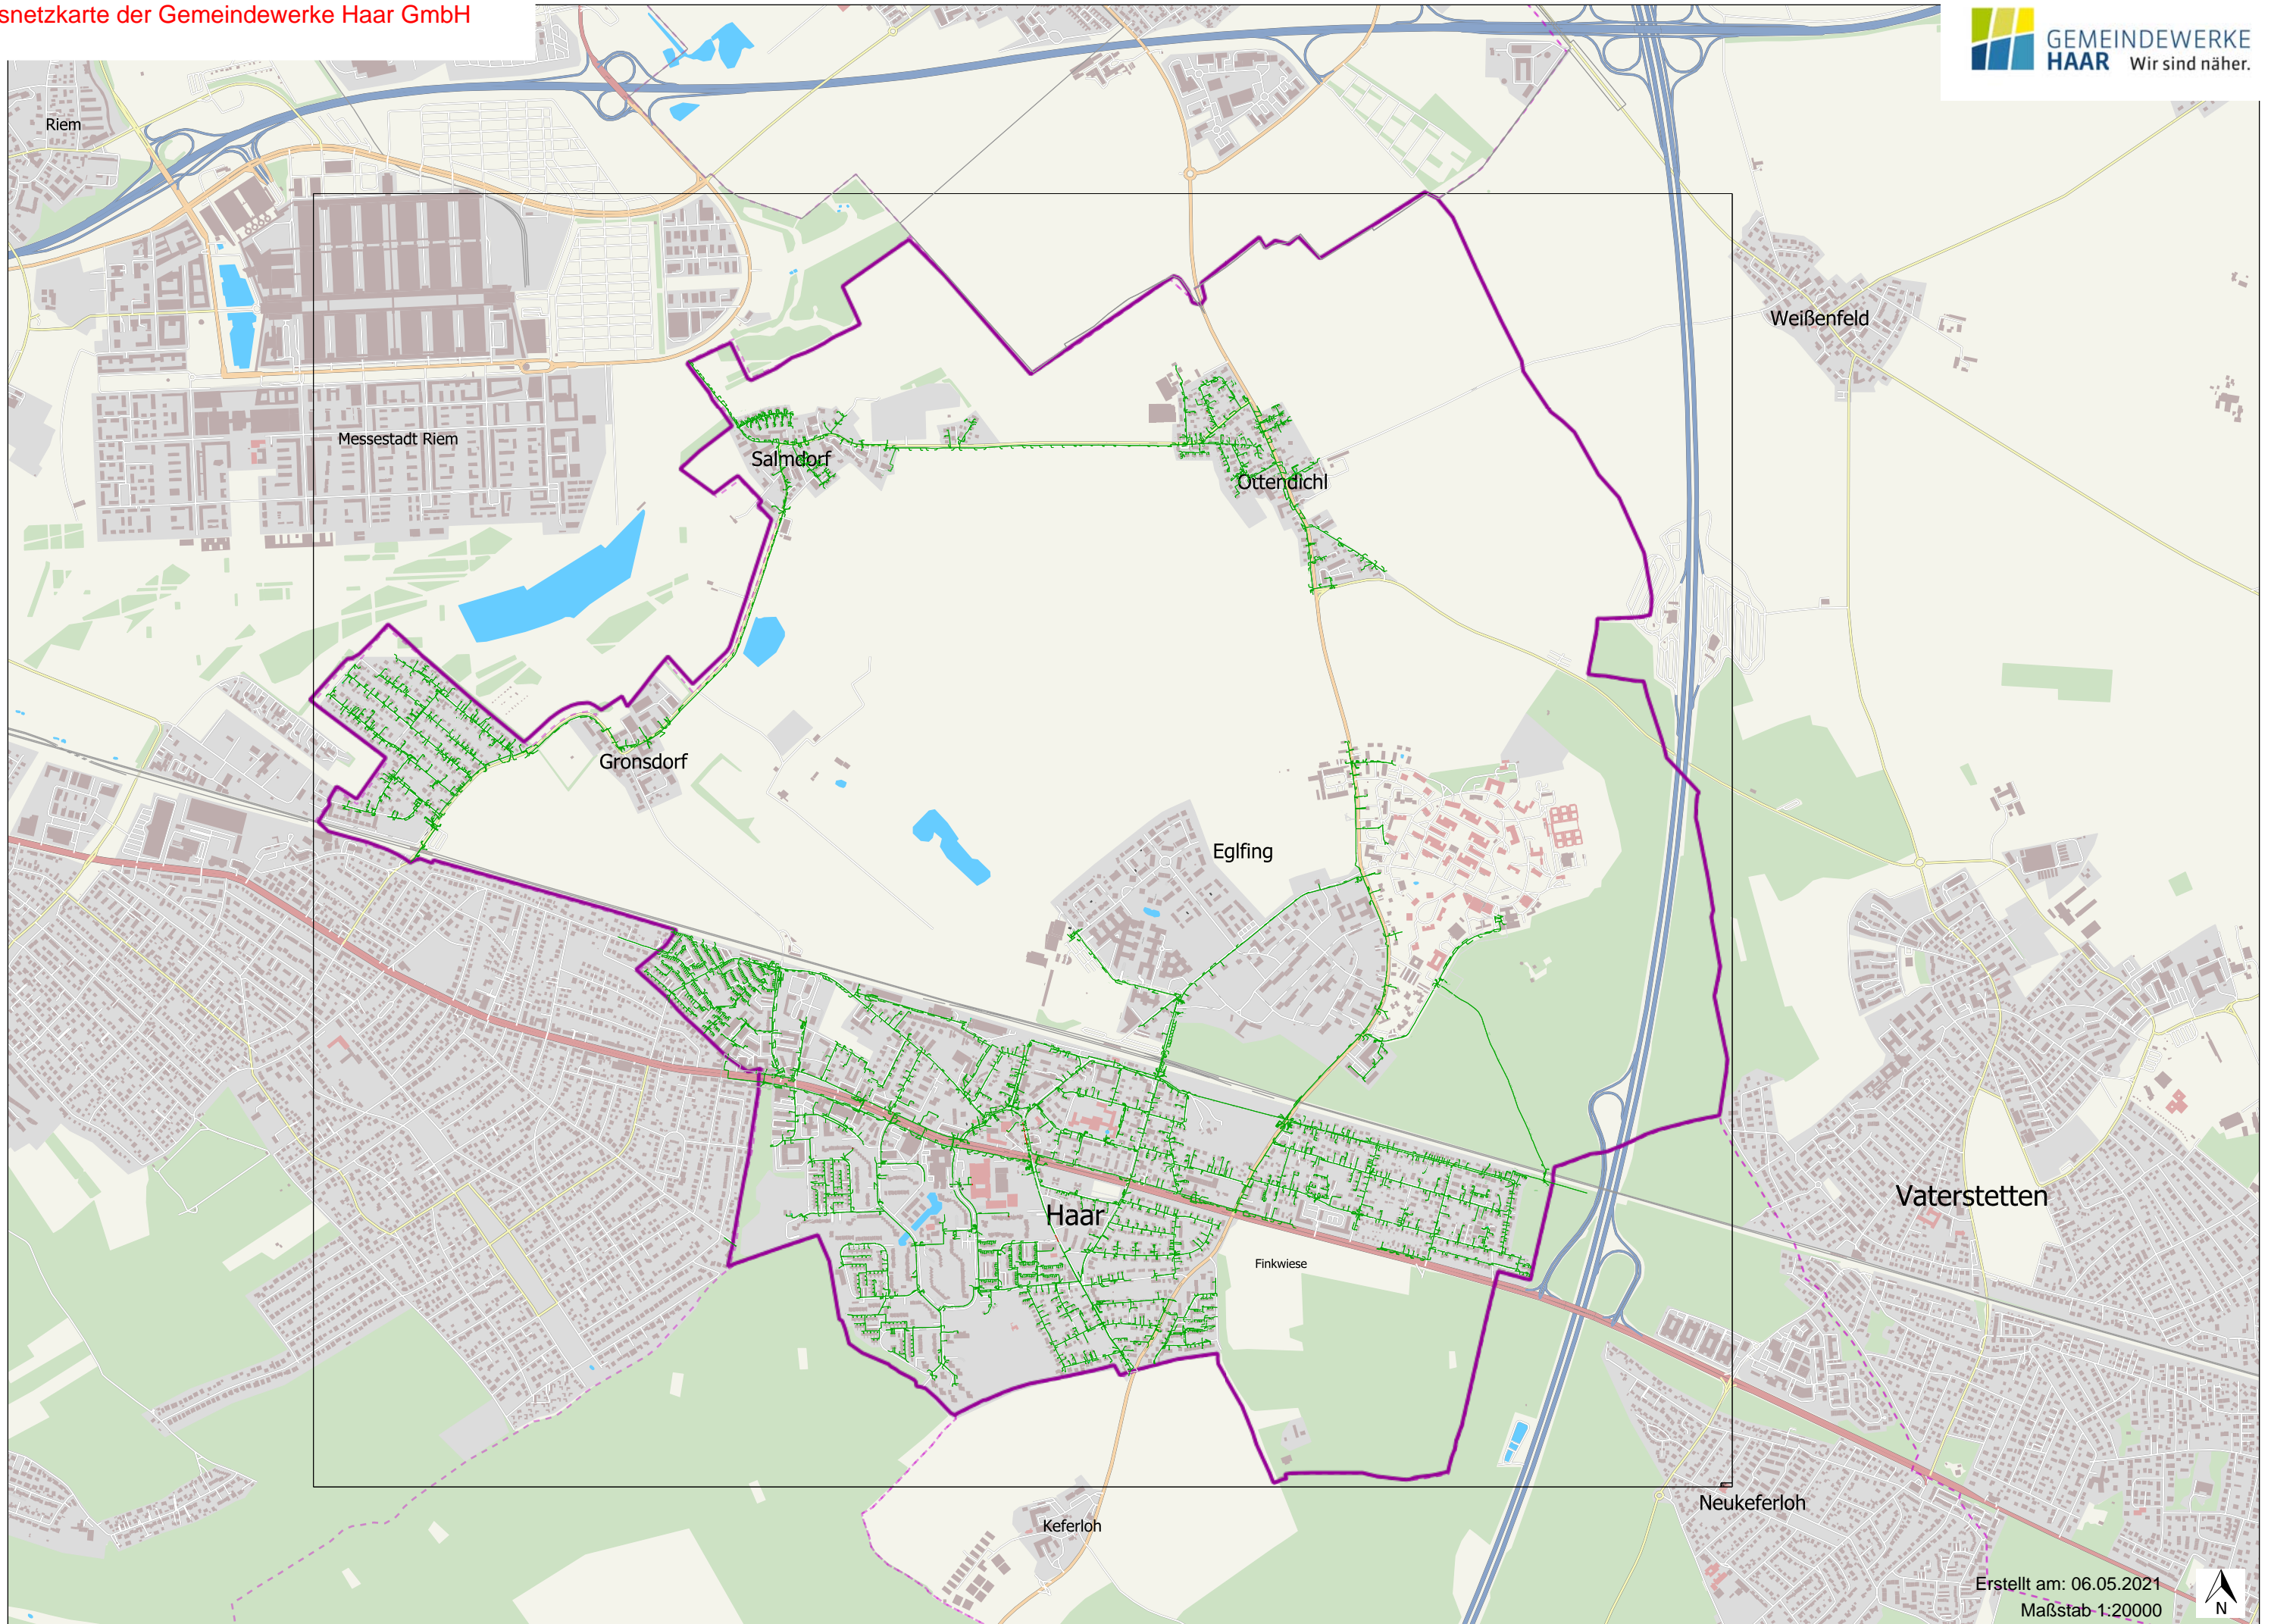 snetzkarte der Gemeindewerke Haar GmbH
GEMEINDEWERKE
HAAR Wir sind näher.
Riem
Weißenfeld
Messestadt Riem
Salmdorf
Ottendichl
Gronsdorf
Eglfing
Vaterstetten
Haar
Finkwiese
Neukeferloh
Keferloh
Erstellt am: 06.05.2021
Maßstab 1:20000
N